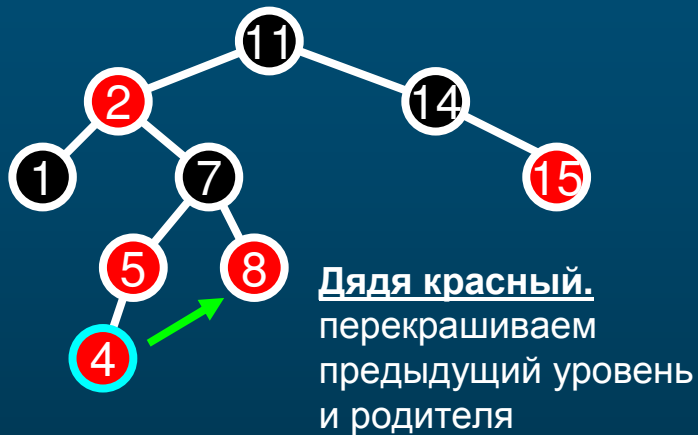 11
2
14
1
7
15
5
8
Дядя красный.
перекрашиваем
4
предыдущий уровень
и родителя